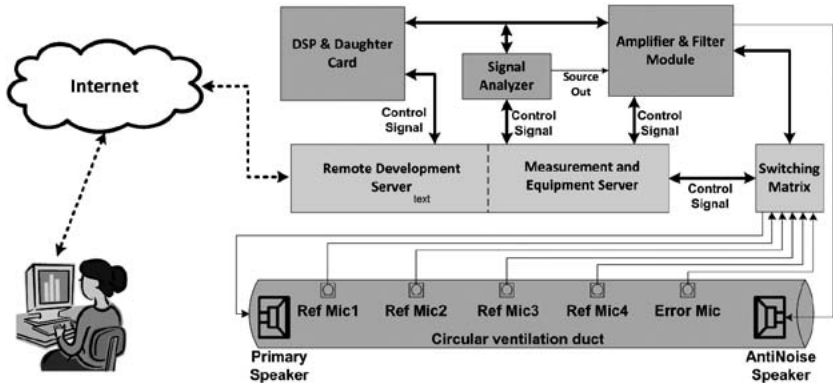 DSP & Daughter
Card
Signal
Analyzer
Source
Out
Amplifier & Filter
Module
Internet
Control
Signal
Control
Signal
Control
Signal
Remote Development
Server
text
Measurement and
Equipment Server
Control
Signal
Switching
Matrix
Ref Mic1
Ref Mic2
Ref Mic3
Ref Mic4
Error Mic
Circular ventilation duct
Primary
Speaker
AntiNoise
Speaker